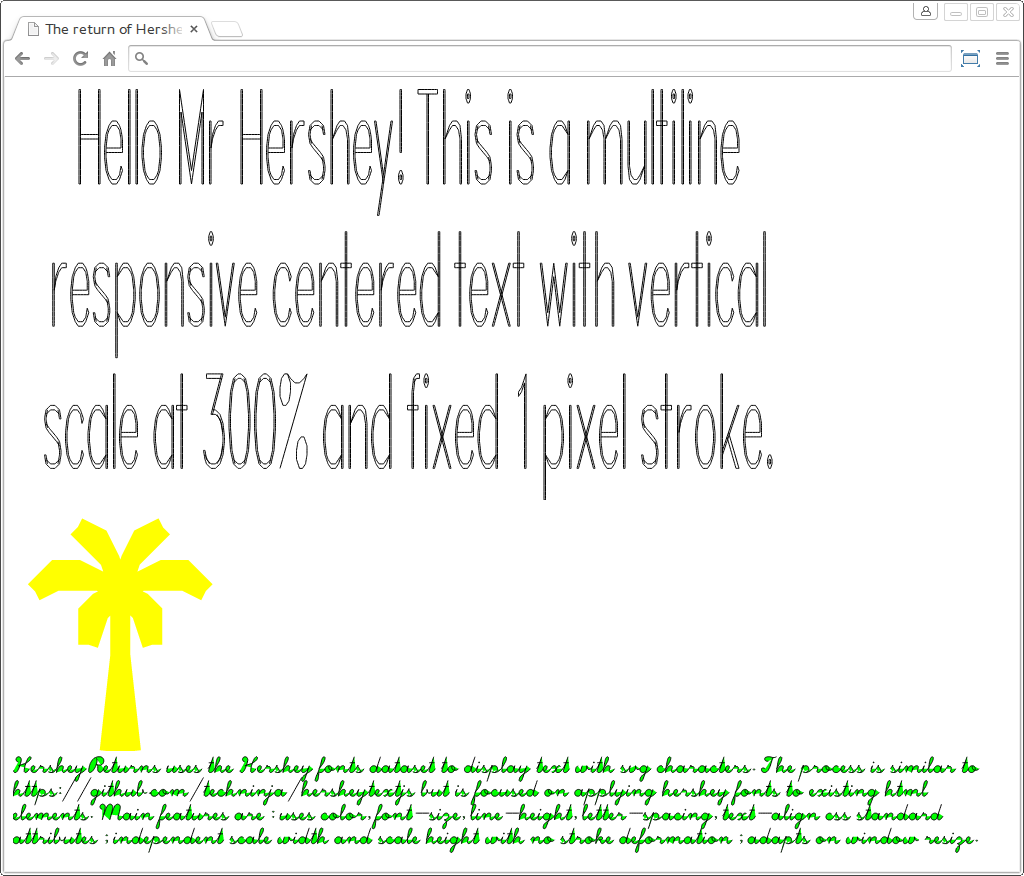 The return of Hershe
Hello Mr Hershey! This is a multiline
responsive centered text with vertical
scale at 300% and fixed 1pixel stroke.
HersheyReturns uses the Hershey fonts dataset to display text with svg characters. The process is similar to
https://github.com/techninja/hersheytextjs but is focused on applying hershey fonts to existing html
elements. Main features are : uses color, font-size, line-height, letter-spacing, text-align css standard
attributes ; independent scale width and scale height with no stroke deformation ; adapts on window resize.